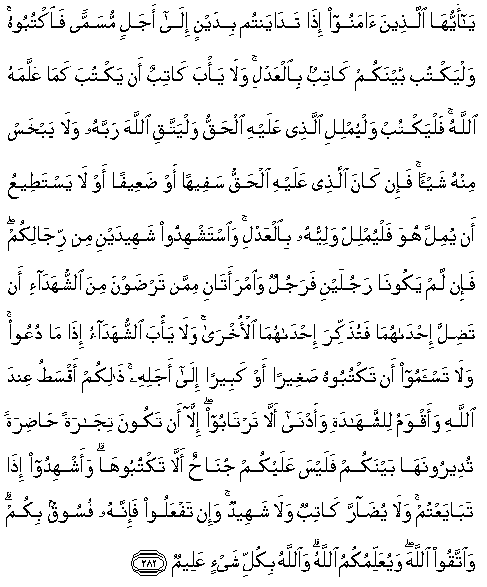 يَـٰٓأَيُّهَا ٱلَّذِينَ ءَامَنُوٓا۟ إِذَا تَدَايَنتُم بِدَيْنٍ إِلَىٰٓ أَجَلٍ مُّسَمًّى فَٱكْتُبُوهُ ۚ
وَلْيَكْتُب بَّيْنَكُمْ كَاتِبٌۢ بِٱلْعَدْلِ ۚ وَلَا يَأْبَ كَاتِبٌ أَن يَكْتُبَ كَمَا عَلَّمَهُ
ٱللَّهُ ۚ فَلْيَكْتُبْ وَلْيُمْلِلِ ٱلَّذِى عَلَيْهِ ٱلْحَقُّ وَلْيَتَّقِ ٱللَّهَ رَبَّهُۥ وَلَا يَبْخَسْ
مِنْهُ شَيْـًٔا ۚ فَإِن كَانَ ٱلَّذِى عَلَيْهِ ٱلْحَقُّ سَفِيهًا أَوْ ضَعِيفًا أَوْ لَا يَسْتَطِيعُ
أَن يُمِلَّ هُوَ فَلْيُمْلِلْ وَلِيُّهُۥ بِٱلْعَدْلِ ۚ وَٱسْتَشْهِدُوا۟ شَهِيدَيْنِ مِن رِّجَالِكُمْ ۖ
فَإِن لَّمْ يَكُونَا رَجُلَيْنِ فَرَجُلٌ وَٱمْرَأَتَانِ مِمَّن تَرْضَوْنَ مِنَ ٱلشُّهَدَآءِ أَن
تَضِلَّ إِحْدَىٰهُمَا فَتُذَكِّرَ إِحْدَىٰهُمَا ٱلْأُخْرَىٰ ۚ وَلَا يَأْبَ ٱلشُّهَدَآءُ إِذَا مَا دُعُوا۟ ۚ
وَلَا تَسْـَٔمُوٓا۟ أَن تَكْتُبُوهُ صَغِيرًا أَوْ كَبِيرًا إِلَىٰٓ أَجَلِهِۦ ۚ ذَٰلِكُمْ أَقْسَطُ عِندَ
ٱللَّهِ وَأَقْوَمُ لِلشَّهَـٰدَةِ وَأَدْنَىٰٓ أَلَّا تَرْتَابُوٓا۟ ۖ إِلَّآ أَن تَكُونَ تِجَـٰرَةً حَاضِرَةً
تُدِيرُونَهَا بَيْنَكُمْ فَلَيْسَ عَلَيْكُمْ جُنَاحٌ أَلَّا تَكْتُبُوهَا ۗ وَأَشْهِدُوٓا۟ إِذَا
تَبَايَعْتُمْ ۚ وَلَا يُضَآرَّ كَاتِبٌ وَلَا شَهِيدٌ ۚ وَإِن تَفْعَلُوا۟ فَإِنَّهُۥ فُسُوقٌۢ بِكُمْ ۗ
وَٱتَّقُوا۟ ٱللَّهَ ۖ وَيُعَلِّمُكُمُ ٱللَّهُ ۗ وَٱللَّهُ بِكُلِّ شَىْءٍ عَلِيمٌ ٢٨٢